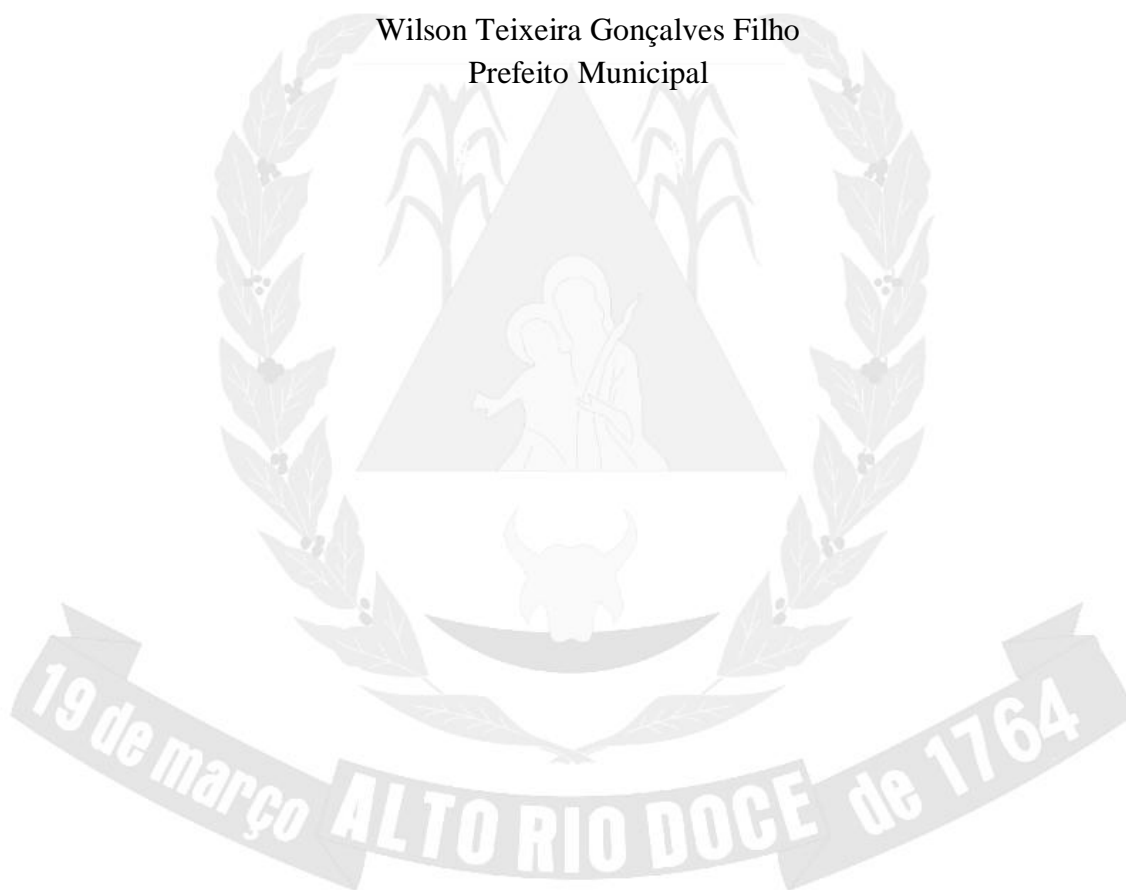 Wilson Teixeira Gonçalves Filho
Prefeito Municipal
19 de março ALTO RIO DOCE de 1764